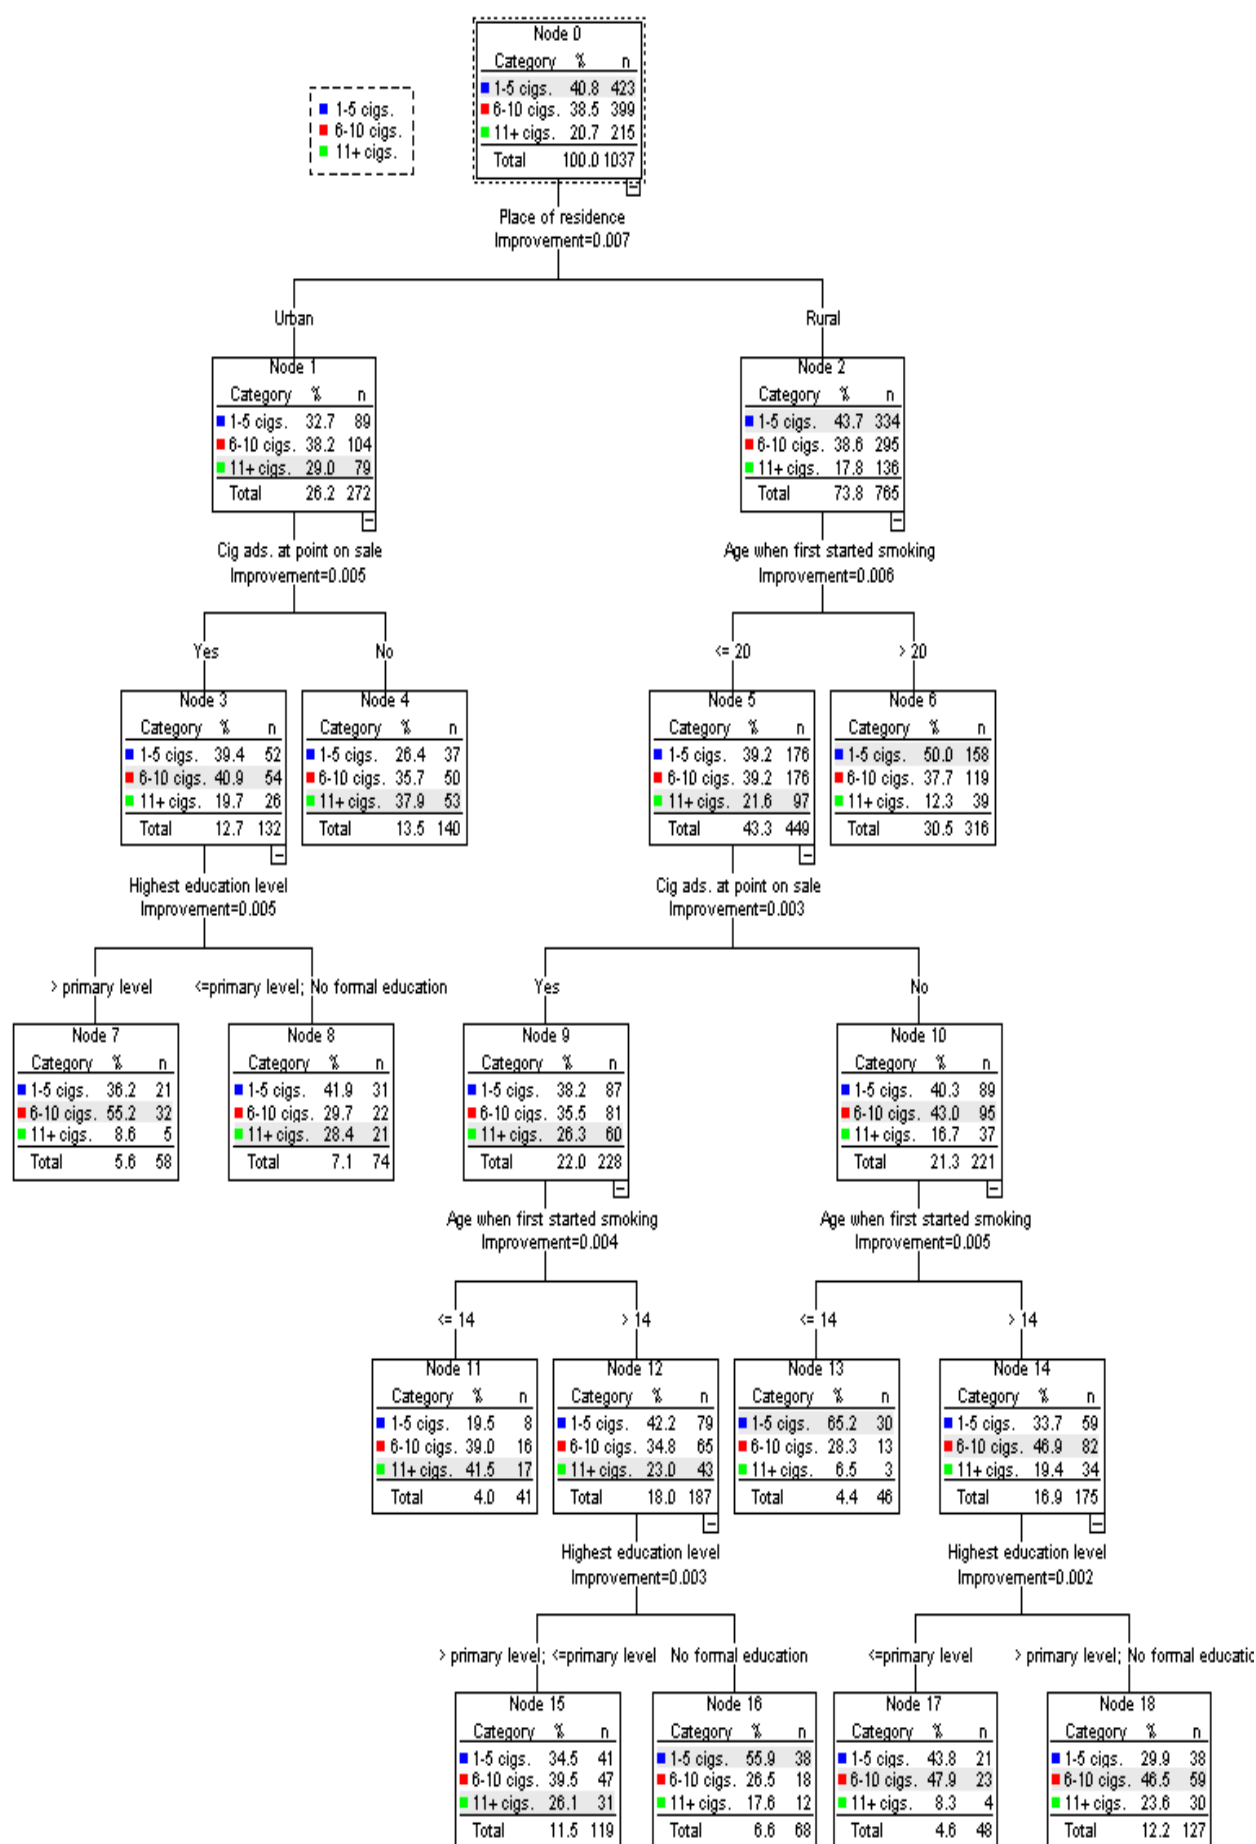 Node 0
Category % n
1-5 cigs. 40.8 423
6-10 cigs. 38.5 399
11+ cigs. 20.7 215
Total 100.0 1037
1-5 cigs.
6-10 cigs.
11+ cigs.
Place of residence
Improvement=0.007
Urban
Rural
Node 1
Category % n
1-5 cigs. 32.7 89
6-10 cigs. 38.2 104
11+ cigs. 29.0 79
Total 26.2 272
Node 2
Category % n
1-5 cigs. 43.7 334
6-10 cigs. 38.6 295
11+ cigs. 17.8 136
Total 73.8 765
Cig ads. at point on sale
Improvement=0.005
Age when first started smoking
Improvement=0.006
Yes
No
<= 20
> 20
Node 3
Category % n
1-5 cigs. 39.4 52
6-10 cigs. 40.9 54
11+ cigs. 19.7 26
Total 12.7 132
Node 4
Category % n
1-5 cigs. 26.4 37
6-10 cigs. 35.7 50
11+ cigs. 37.9 53
Total 13.5 140
Node 5
Category % n
1-5 cigs. 39.2 176
6-10 cigs. 39.2 176
11+ cigs. 21.6 97
Total 43.3 449
Node 6
Category % n
1-5 cigs. 50.0 158
6-10 cigs. 37.7 119
11+ cigs. 12.3 39
Total 30.5 316
Highest education level
Improvement=0.005
Cig ads. at point on sale
Improvement=0.003
> primary level
<=primary level; No formal education
Yes
No
Node 7
Category % n
1-5 cigs. 36.2 21
6-10 cigs. 55.2 32
11+ cigs. 8.6 5
Total 5.6 58
Node 8
Category % n
1-5 cigs. 41.9 31
6-10 cigs. 29.7 22
11+ cigs. 28.4 21
Total 7.1 74
Node 9
Category % n
1-5 cigs. 38.2 87
6-10 cigs. 35.5 81
11+ cigs. 26.3 60
Total 22.0 228
Node 10
Category % n
1-5 cigs. 40.3 89
6-10 cigs. 43.0 95
11+ cigs. 16.7 37
Total 21.3 221
Age when first started smoking
Improvement=0.004
Age when first started smoking
Improvement=0.005
<= 14
> 14
<= 14
> 14
Node 11
Category % n
1-5 cigs. 19.5 8
6-10 cigs. 39.0 16
11+ cigs. 41.5 17
Total 4.0 41
Node 12
Category % n
1-5 cigs. 42.2 79
6-10 cigs. 34.8 65
11+ cigs. 23.0 43
Total 18.0 187
Node 13
Category % n
1-5 cigs. 65.2 30
6-10 cigs. 28.3 13
11+ cigs. 6.5 3
Total 4.4 46
Node 14
Category % n
1-5 cigs. 33.7 59
6-10 cigs. 46.9 82
11+ cigs. 19.4 34
Total 16.9 175
Highest education level
Improvement=0.003
Highest education level
Improvement=0.002
> primary level; <=primary level
No formal education
<=primary level
> primary level; No formal educatio
Node 15
Category % n
1-5 cigs. 34.5 41
6-10 cigs. 39.5 47
11+ cigs. 26.1 31
Total 11.5 119
Node 16
Category % n
1-5 cigs. 55.9 38
6-10 cigs. 26.5 18
11+ cigs. 17.6 12
Total 6.6 68
Node 17
Category % n
1-5 cigs. 43.8 21
6-10 cigs. 47.9 23
11+ cigs. 8.3 4
Total 4.6 48
Node 18
Category % n
1-5 cigs. 29.9 38
6-10 cigs. 46.5 59
11+ cigs. 23.6 30
Total 12.2 127